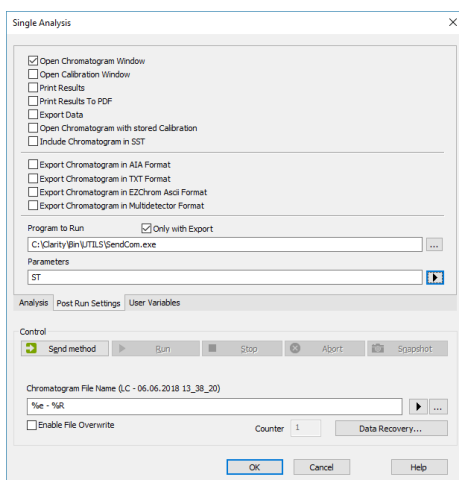 Single Analysis
Open Chromatogram Window
Open Calibration Window
Print Results
Print Results To PDF
Export Data
Open Chromatogram with stored Calibration
Include Chromatogram in SST
Export Chromatogram in AIA Format
Export Chromatogram in TXT Format
Export Chromatogram in EZChrom Ascii Format
Export Chromatogram in Multidetector Format
Program to Run Only with Export
C:\Clarity\Bin\UTILS\SendCom.exe ...
Parameters
ST
Analysis Post Run Settings User Variables
Control
Send method Run Stop Abort Snapshot
Chromatogram File Name (LC - 06.06.2018 13_38_20)
%e - %R ...
Enable File Overwrite Counter 1 Data Recovery...
OK Cancel Help